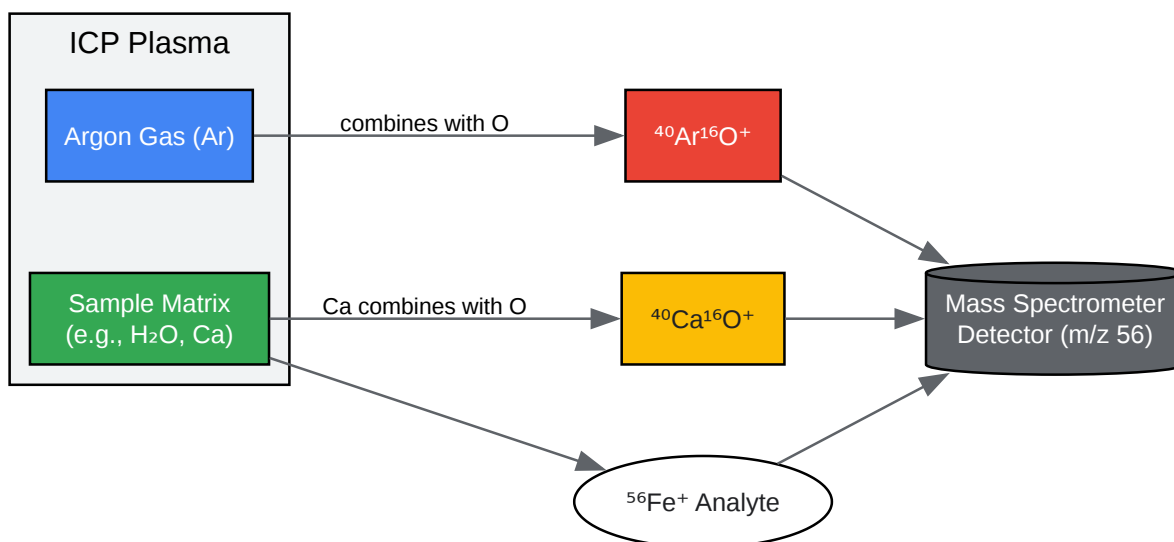 ICP Plasma
Argon Gas (Ar)
combines with O
⁴⁰Ar¹⁶O⁺
Sample Matrix
(e.g., H₂O, Ca)
Ca combines with O
⁴⁰Ca¹⁶O⁺
Mass Spectrometer
Detector (m/z 56)
⁵⁶Fe⁺ Analyte